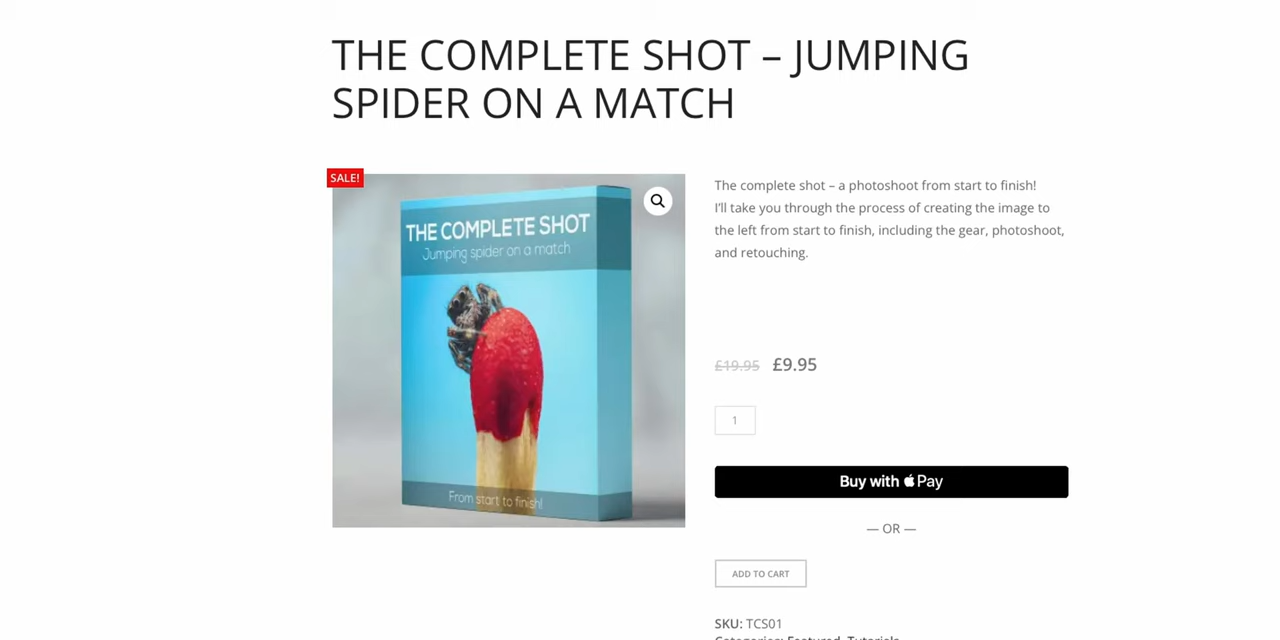 THE COMPLETE SHOT – JUMPING
SPIDER ON A MATCH
SALE!
THE COMPLETE SHOT
Jumping spider on a match
From start to finish!
The complete shot – a photoshoot from start to finish!
I'll take you through the process of creating the image to
the left from start to finish, including the gear, photoshoot,
and retouching.
£19.95 £9.95
1
Buy with Pay
— OR —
ADD TO CART
SKU: TCS01
Categories: Featured, Tutorials